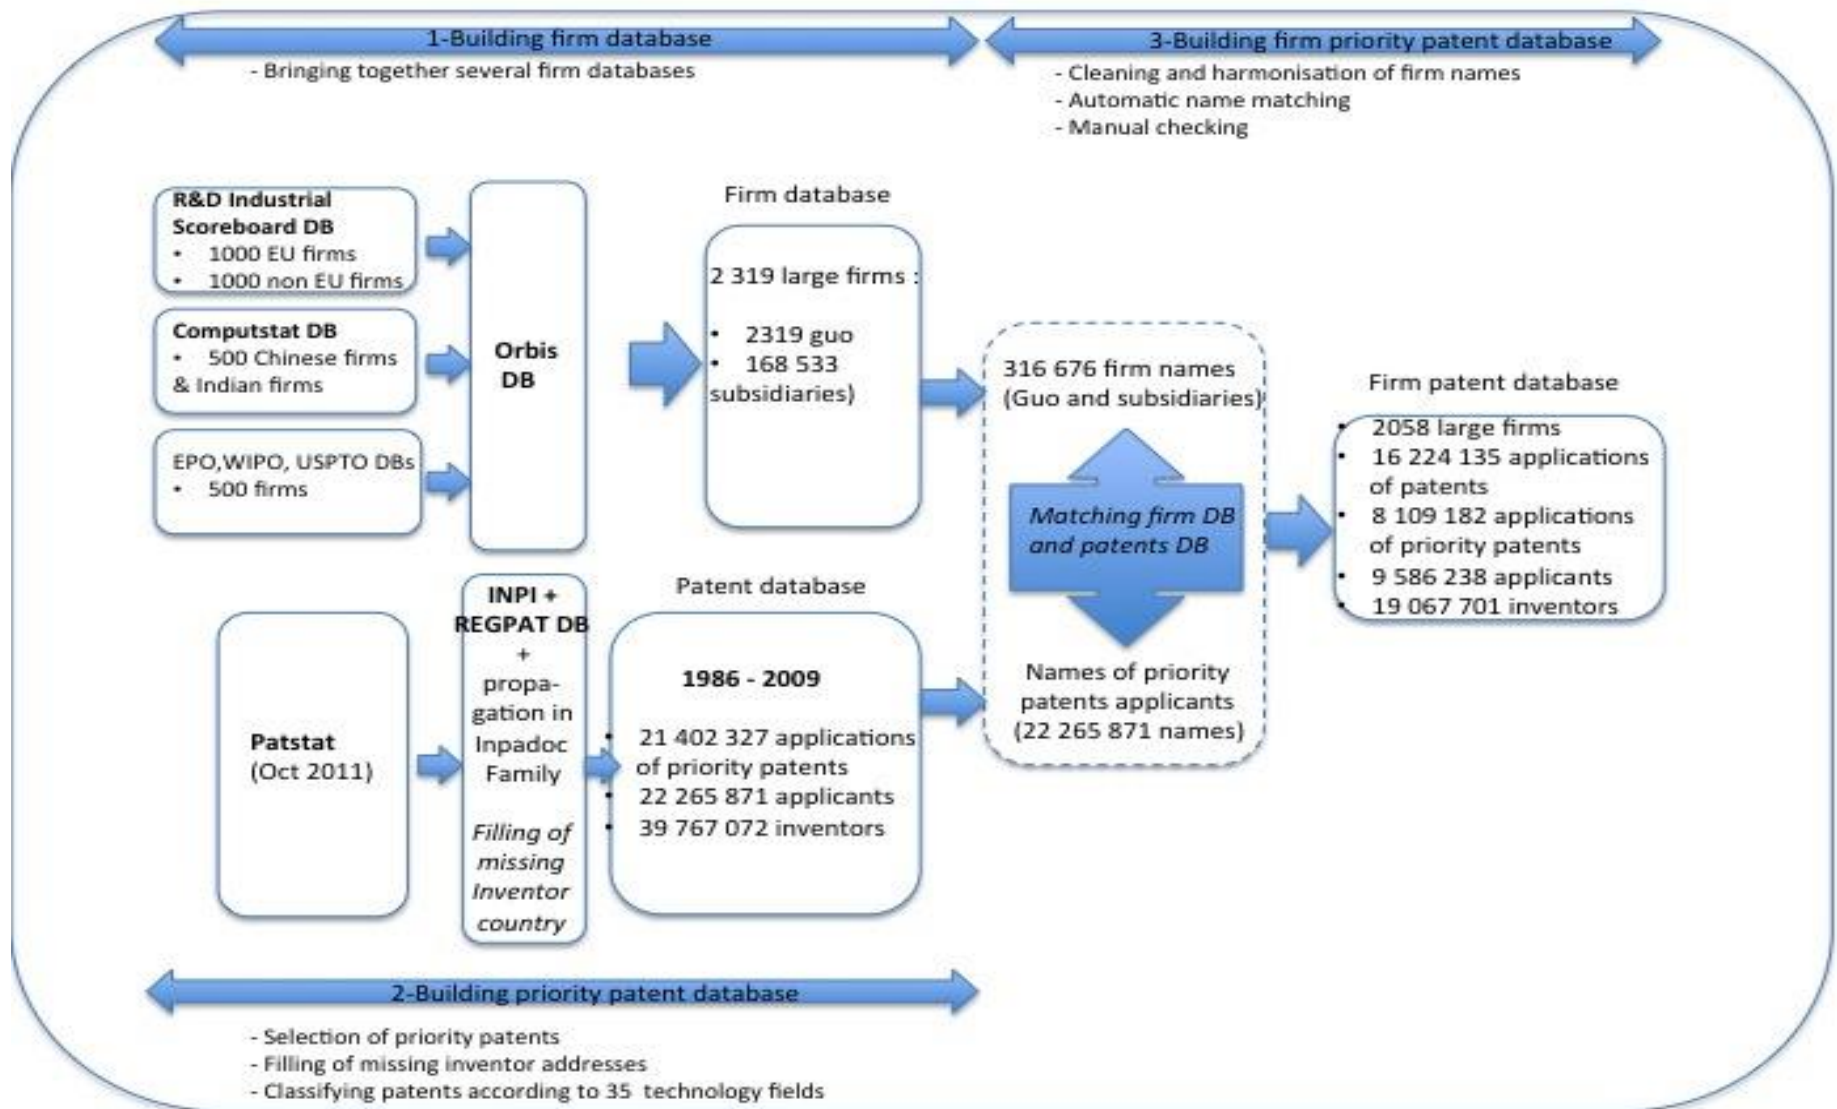 1-Building firm database
- Bringing together several firm databases
3-Building firm priority patent database
- Cleaning and harmonisation of firm names
- Automatic name matching
- Manual checking
R&D Industrial
Scoreboard DB
• 1000 EU firms
• 1000 non EU firms
Computstat DB
• 500 Chinese firms
& Indian firms
EPO,WIPO, USPTO DBs
• 500 firms
Orbis
DB
Firm database
2 319 large firms :
• 2319 guo
• 168 533
subsidiaries)
316 676 firm names
(Guo and subsidiaries)
Matching firm DB
and patents DB
Names of priority
patents applicants
(22 265 871 names)
Firm patent database
• 2058 large firms
• 16 224 135 applications
of patents
• 8 109 182 applications
of priority patents
• 9 586 238 applicants
• 19 067 701 inventors
Patstat
(Oct 2011)
INPI +
REGPAT DB
+
propa-
gation in
Inpadoc
Family
Filling of
missing
Inventor
country
Patent database
1986 - 2009
• 21 402 327 applications
of priority patents
• 22 265 871 applicants
• 39 767 072 inventors
2-Building priority patent database
- Selection of priority patents
- Filling of missing inventor addresses
- Classifying patents according to 35 technology fields